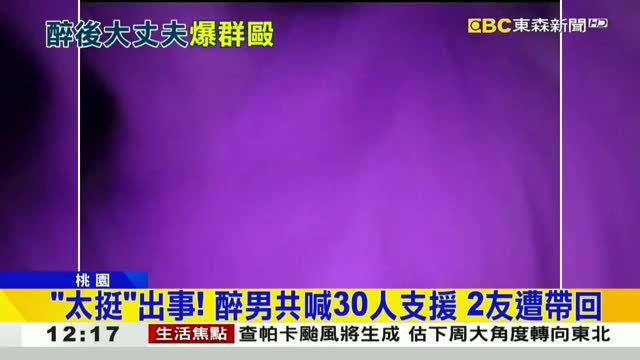 醉後大丈夫爆群毆
EBC東森新聞HD
桃園
"太挺"出事!醉男共喊30人支援 2友遭帶回
12:17 生活焦點 查帕卡颱風將生成 估下周大角度轉向東北